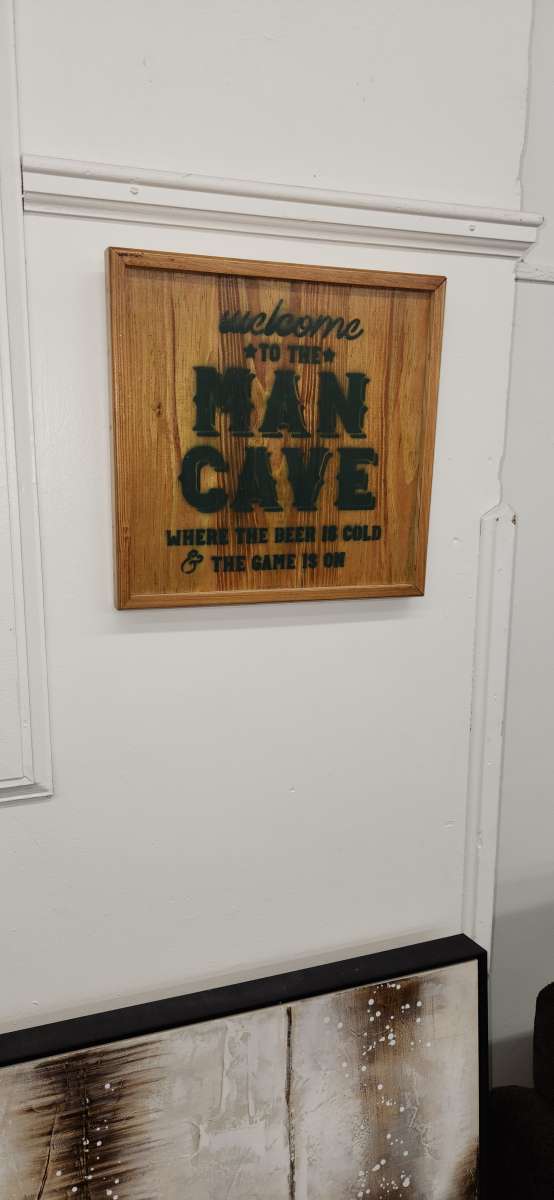 welcome
★TO THE★
MAN
CAVE
WHERE THE BEER IS COLD
& THE GAME IS ON